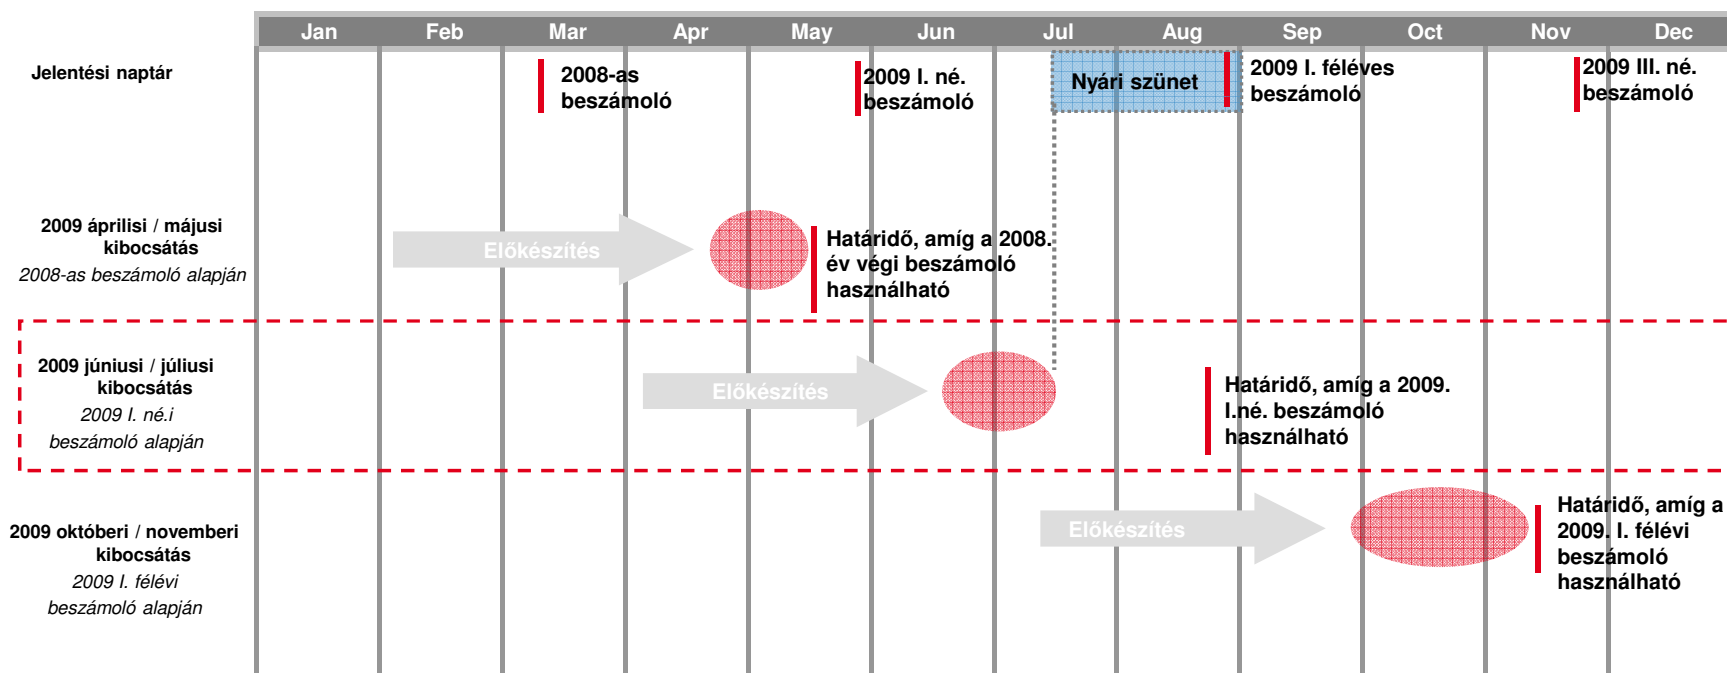 Jan Feb Mar Apr May Jun Jul Aug Sep Oct Nov Dec
Jelentési naptár
2008-as
beszámoló
2009 I. né.
beszámoló
Nyári szünet
2009 I. féléves
beszámoló
2009 III. né.
beszámoló
2009 áprilisi / májusi
kibocsátás
2008-as beszámoló alapján
Előkészítés
Határidő, amíg a 2008.
év végi beszámoló
használható
2009 júniusi / júliusi
kibocsátás
2009 I. né.i
beszámoló alapján
Előkészítés
Határidő, amíg a 2009.
I.né. beszámoló
használható
2009 októberi / novemberi
kibocsátás
2009 I. félévi
beszámoló alapján
Előkészítés
Határidő, amíg a
2009. I. félévi
beszámoló
használható